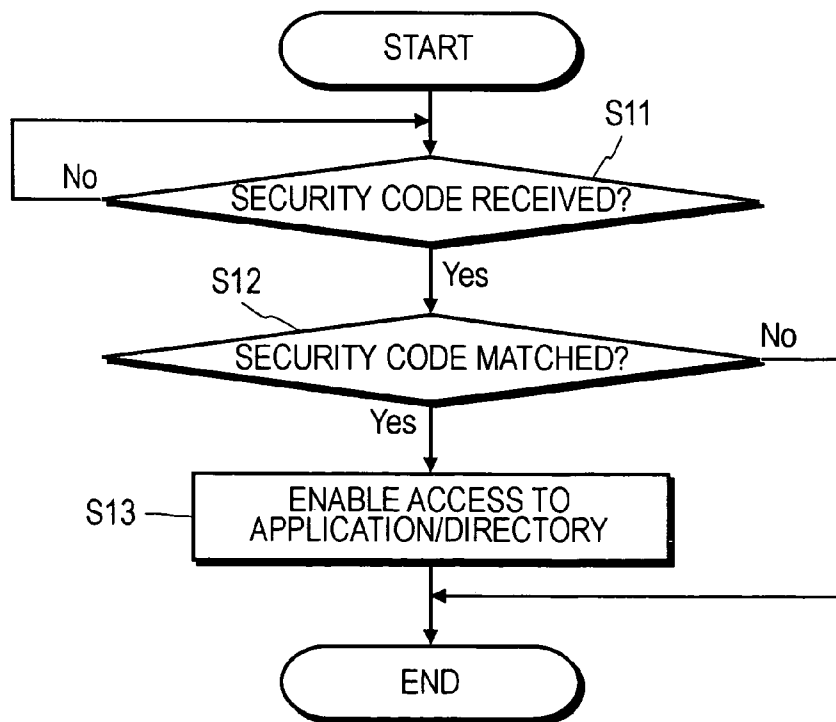 START
S11
No
SECURITY CODE RECEIVED?
Yes
S12
No
SECURITY CODE MATCHED?
Yes
ENABLE ACCESS TO
S13
APPLICATION/DIRECTORY
END